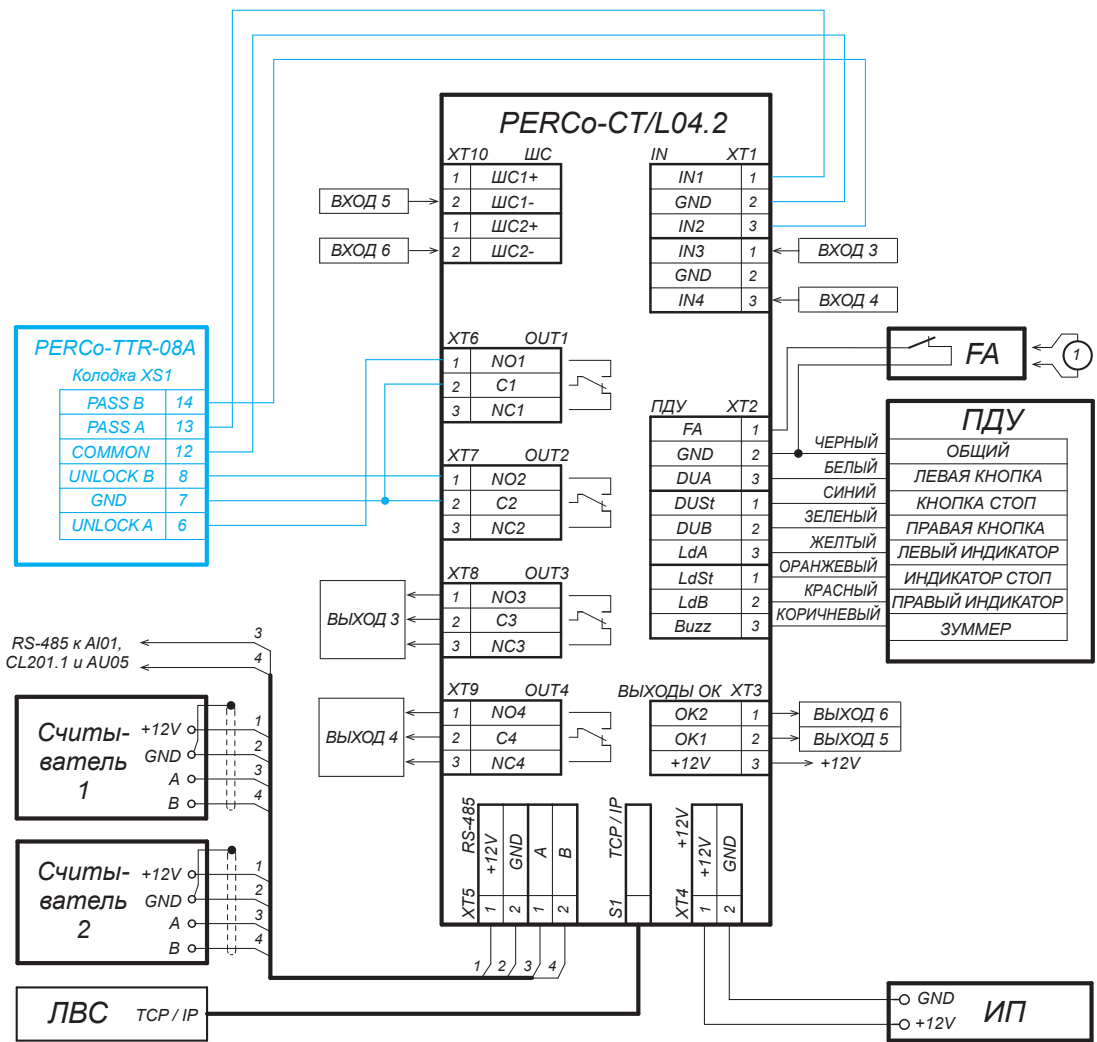 PERCo-CT/L04.2
XT10 ШС
1 ШС1+
2 ШС1-
1 ШС2+
2 ШС2-
ВХОД 5
ВХОД 6
IN XT1
IN1 1
GND 2
IN2 3
IN3 1
GND 2
IN4 3
ВХОД 3
ВХОД 4
PERCo-TTR-08A
Колодка XS1
PASS B 14
PASS A 13
COMMON 12
UNLOCK B 8
GND 7
UNLOCK A 6
XT6 OUT1
1 NO1
2 C1
3 NC1
XT7 OUT2
1 NO2
2 C2
3 NC2
XT8 OUT3
1 NO3
2 C3
3 NC3
ВЫХОД 3
XT9 OUT4
1 NO4
2 C4
3 NC4
ВЫХОД 4
FA
1
ПДУ XT2
FA 1
GND 2
DUA 3
DUSt 1
DUB 2
LdA 3
LdSt 1
LdB 2
Buzz 3
ЧЕРНЫЙ
БЕЛЫЙ
СИНИЙ
ЗЕЛЕНЫЙ
ЖЕЛТЫЙ
ОРАНЖЕВЫЙ
КРАСНЫЙ
КОРИЧНЕВЫЙ
ПДУ
ОБЩИЙ
ЛЕВАЯ КНОПКА
КНОПКА СТОП
ПРАВАЯ КНОПКА
ЛЕВЫЙ ИНДИКАТОР
ИНДИКАТОР СТОП
ПРАВЫЙ ИНДИКАТОР
ЗУММЕР
ВЫХОДЫ ОК XT3
OK2 1
OK1 2
+12V 3
ВЫХОД 6
ВЫХОД 5
+12V
RS-485 к AI01,
CL201.1 и AU05
3
4
Считы-
ватель
1
+12V 1
GND 2
A 3
B 4
Считы-
ватель
2
+12V 1
GND 2
A 3
B 4
XT5 RS-485
1 +12V
2 GND
1 A
2 B
1 2 3 4
S1 TCP / IP
XT4 +12V
1 +12V
2 GND
ЛВС TCP / IP
GND
+12V
ИП